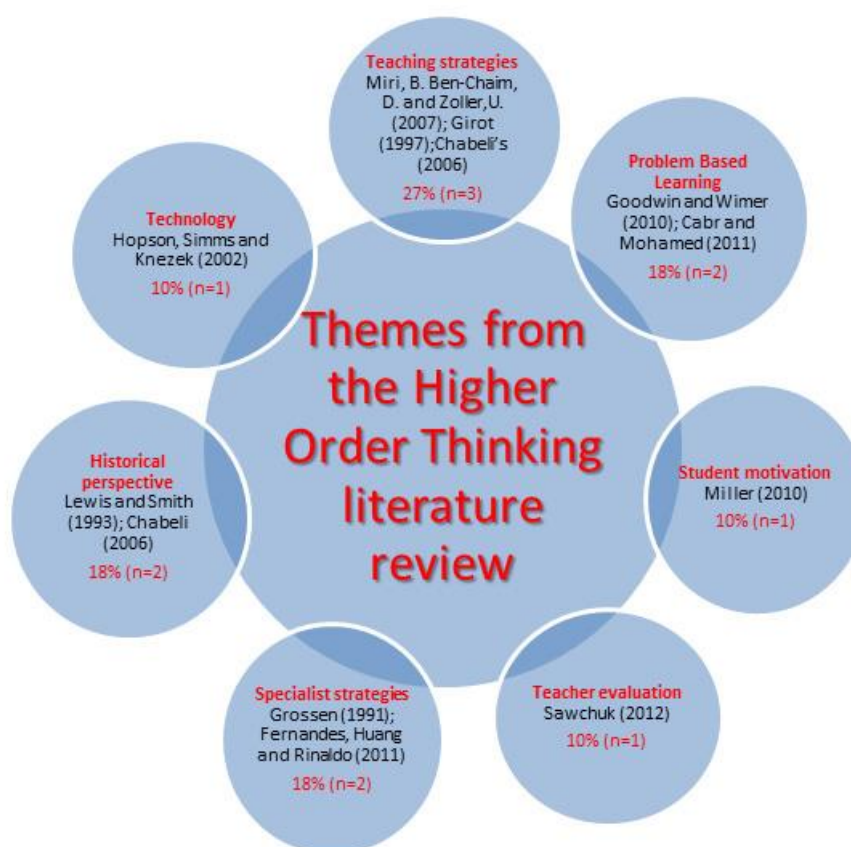 Teaching strategies
Miri, B. Ben-Chaim,
D. and Zoller,U.
(2007); Girot
(1997);Chabeli's
(2006)
27% (n=3)
Problem Based
Learning
Goodwin and Wimer
(2010); Cabr and
Mohamed (2011)
18% (n=2)
Student motivation
Miller (2010)
10% (n=1)
Teacher evaluation
Sawchuk (2012)
10% (n=1)
Specialist strategies
Grossen (1991);
Fernandes, Huang
and Rinaldo (2011)
18% (n=2)
Historical
perspective
Lewis and Smith
(1993); Chabeli
(2006)
18% (n=2)
Technology
Hopson, Simms and
Knezek (2002)
10% (n=1)
Themes from
the Higher
Order Thinking
literature
review